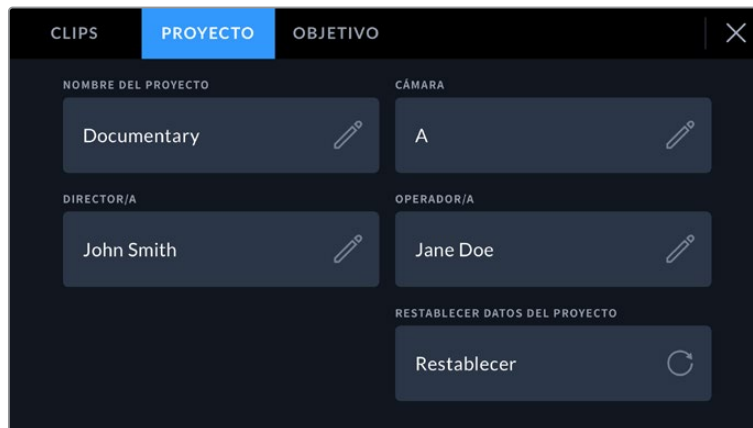 CLIPS PROYECTO OBJETIVO
NOMBRE DEL PROYECTO CÁMARA
Documentary A
DIRECTOR/A OPERADOR/A
John Smith Jane Doe
RESTABLECER DATOS DEL PROYECTO
Restablecer